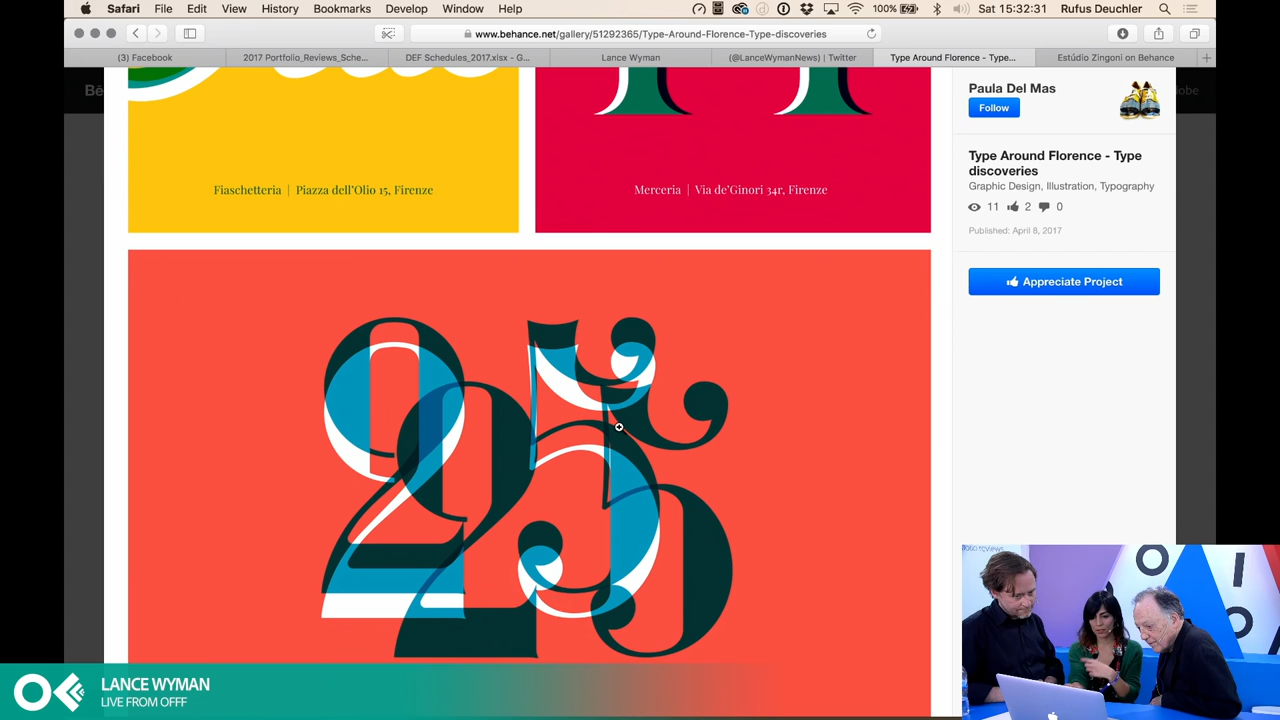 Safari File Edit View History Bookmarks Develop Window Help 100% Sat 15:32:31 Rufus Deuchler
www.behance.net/gallery/51292365/Type-Around-Florence-Type-discoveries
(3) Facebook 2017 Portfolio_Reviews_Sche... DEF Schedules_2017.xlsx - G... Lance Wyman (@LanceWymanNews) | Twitter Type Around Florence - Type... Estúdio Zingoni on Behance
Bē
Paula Del Mas
Follow
Type Around Florence - Type
discoveries
Graphic Design, Illustration, Typography
11 2 0
Published: April 8, 2017
Appreciate Project
Fiaschetteria | Piazza dell'Olio 15, Firenze
Merceria | Via de'Ginori 34r, Firenze
25
LANCE WYMAN
LIVE FROM OFFF